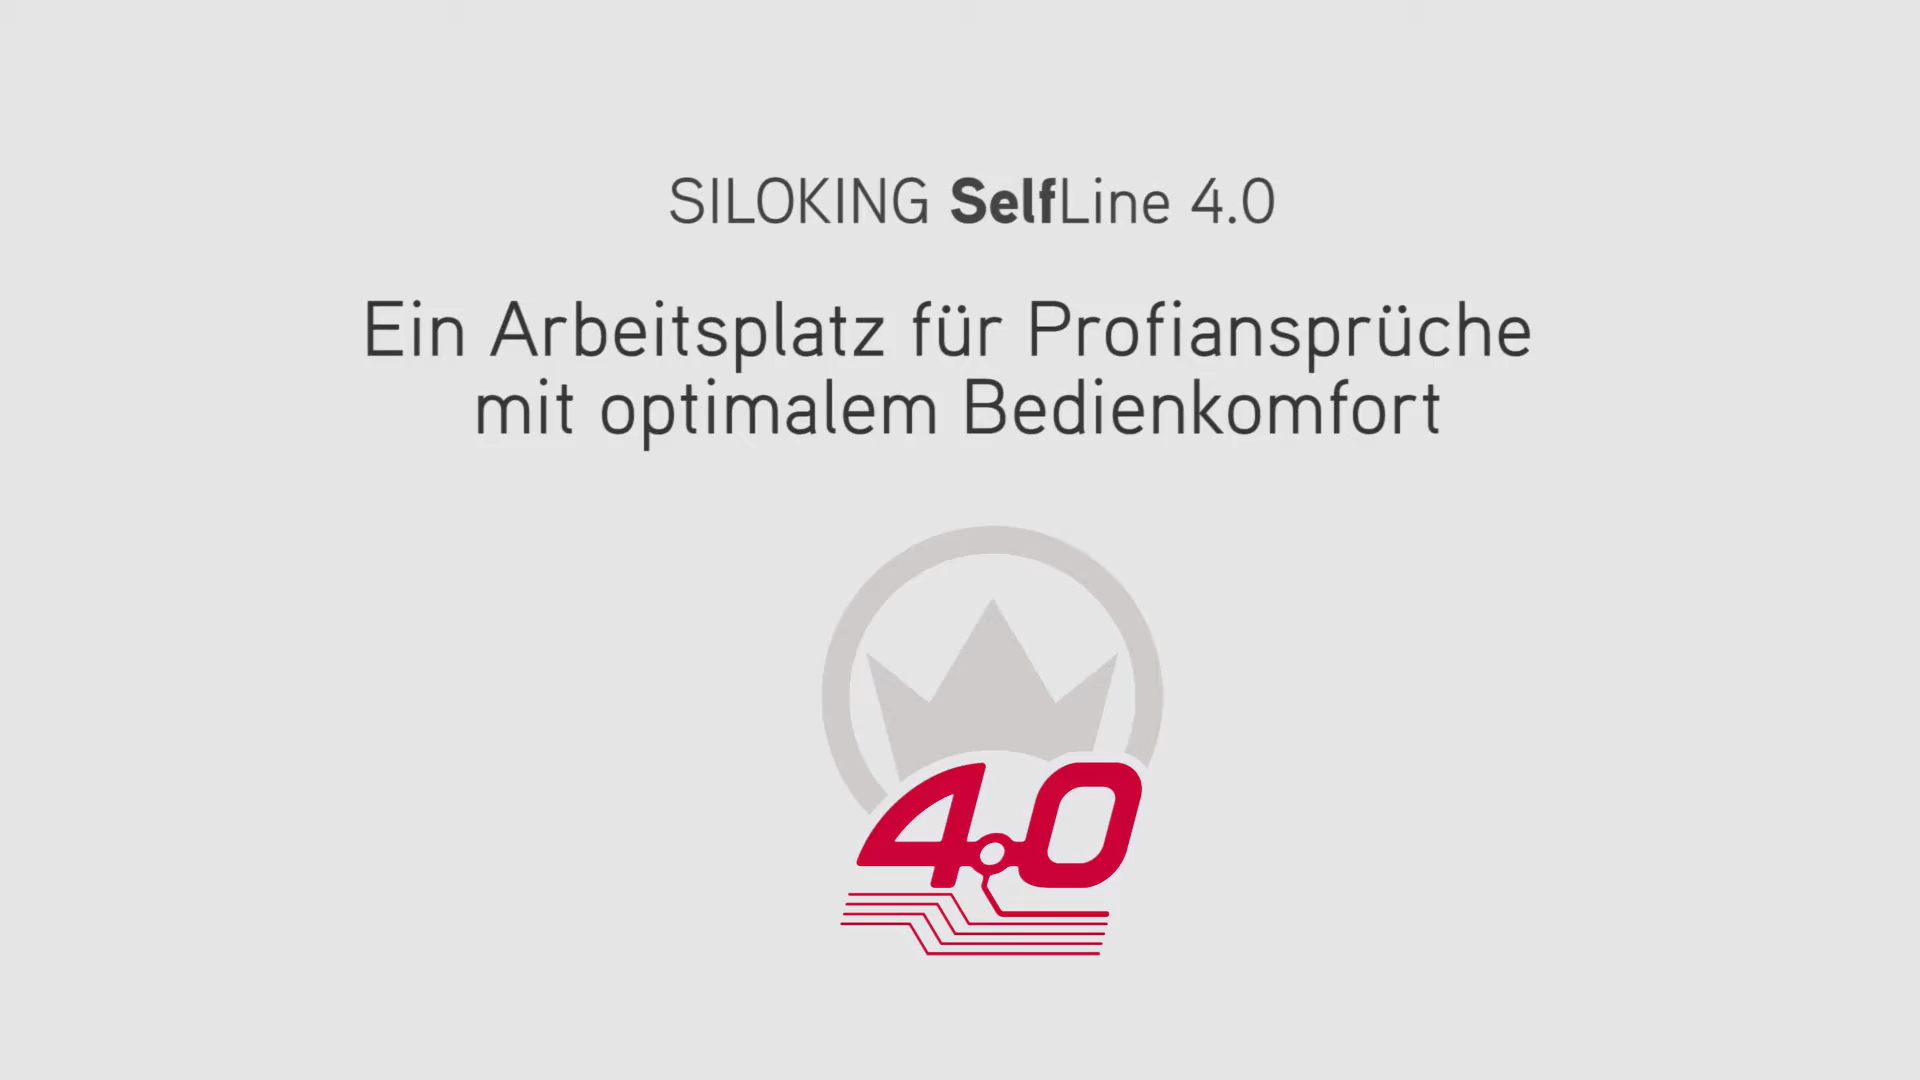 SILOKING SelfLine 4.0
Ein Arbeitsplatz für Profiansprüche
mit optimalem Bedienkomfort
4.0